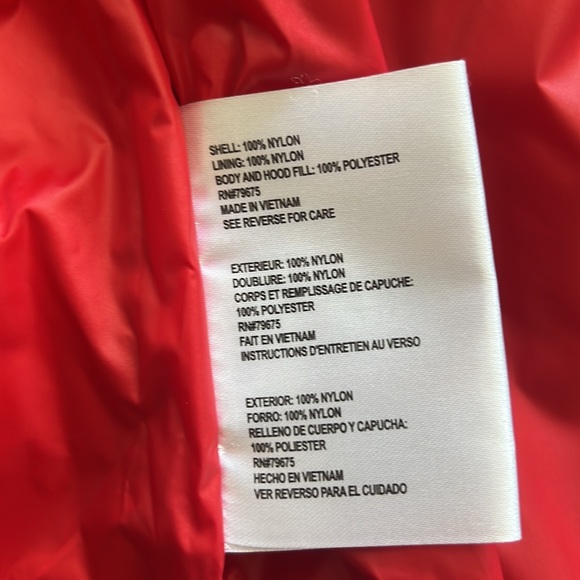 SHELL: 100% NYLON
LINING: 100% NYLON
BODY AND HOOD FILL: 100% POLYESTER
RN#79675
MADE IN VIETNAM
SEE REVERSE FOR CARE
EXTERIEUR: 100% NYLON
DOUBLURE: 100% NYLON
CORPS ET REMPLISSAGE DE CAPUCHE:
100% POLYESTER
RN#79675
FAIT EN VIETNAM
INSTRUCTIONS D'ENTRETIEN AU VERSO
EXTERIOR: 100% NYLON
FORRO: 100% NYLON
RELLENO DE CUERPO Y CAPUCHA:
100% POLIESTER
RN#79675
HECHO EN VIETNAM
VER REVERSO PARA EL CUIDADO